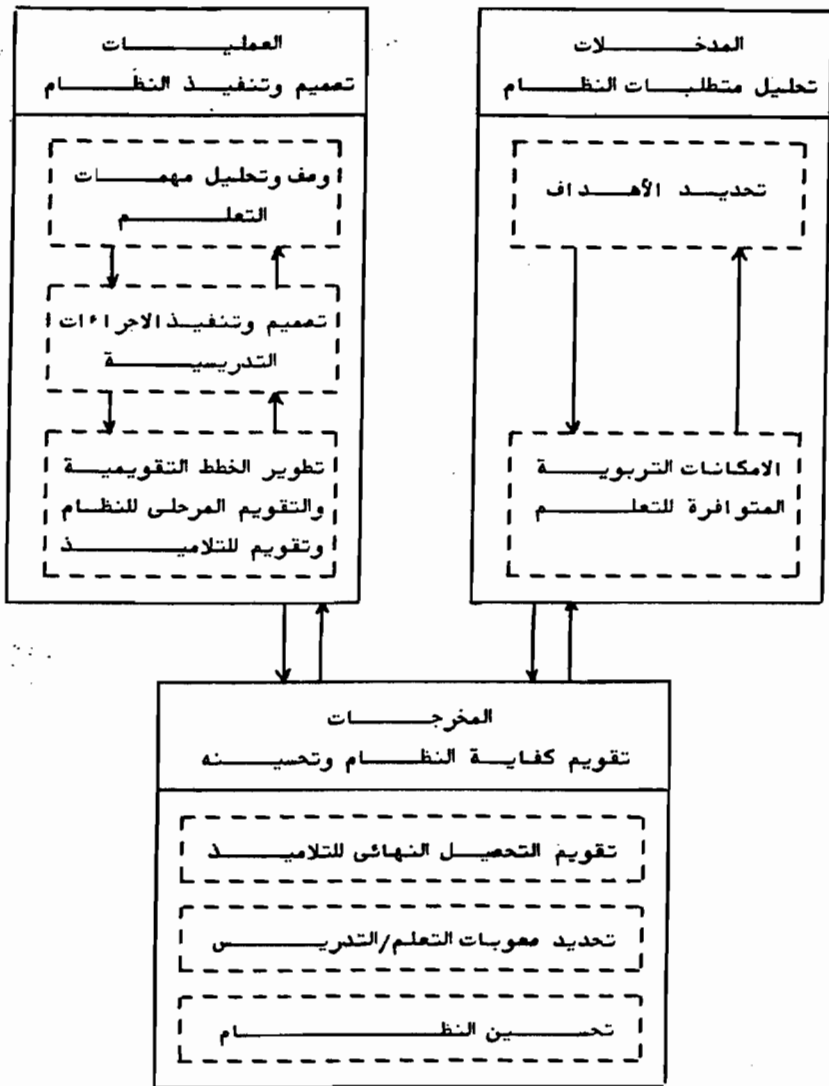 المدخلات
تحليل متطلبات النظام
تحديد الأهداف
الامكانات التربوية
المتوافرة للتعلم
العمليات
تصميم وتنفيذ النظام
وصف وتحليل مهمات
التعلم
تصميم وتنفيذ الاجراءات
التدريسية
تطوير الخطط التقويمية
والتقويم المرحلى للنظام
وتقويم للتلاميذ
المخرجات
تقويم كفاية النظام وتحسينه
تقويم التحصيل النهائى للتلاميذ
تحديد صعوبات التعلم/التدريس
تحسين النظام